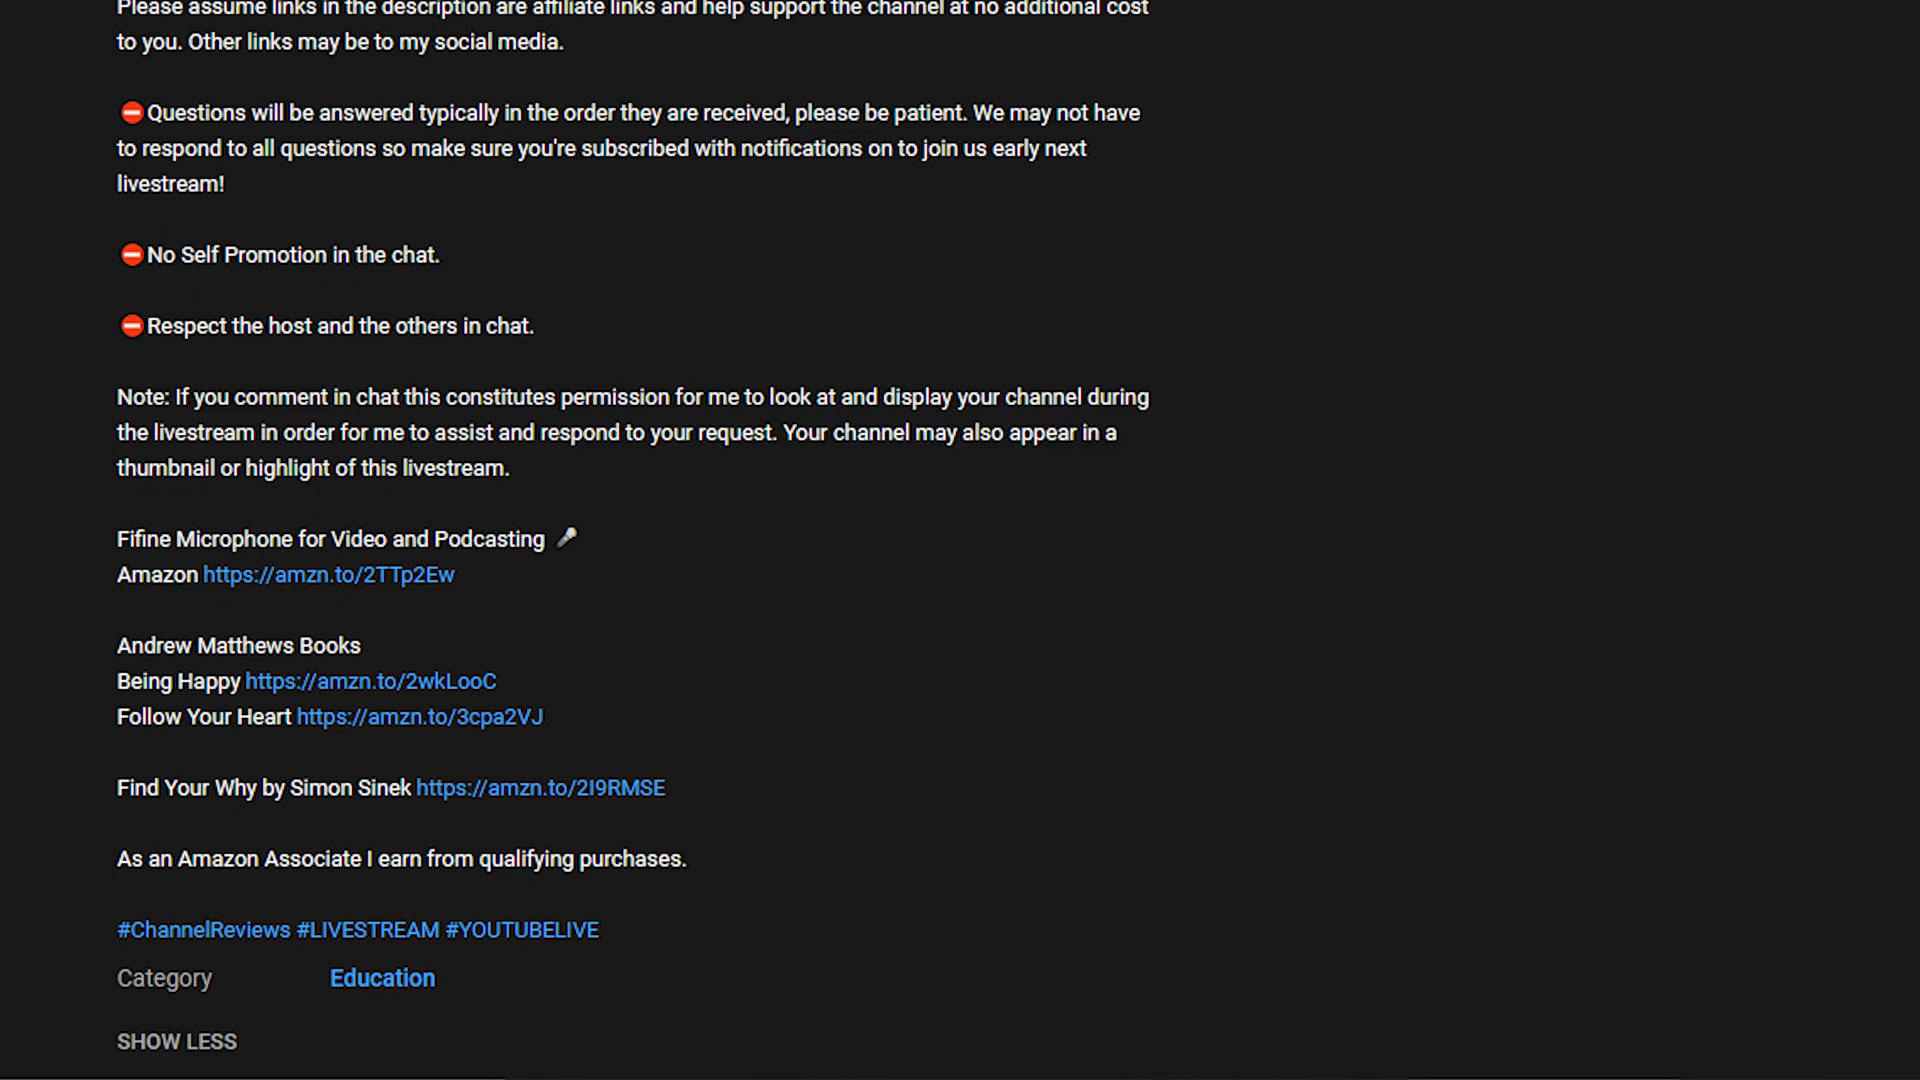 Please assume links in the description are affiliate links and help support the channel at no additional cost
to you. Other links may be to my social media.
⛔Questions will be answered typically in the order they are received, please be patient. We may not have
to respond to all questions so make sure you're subscribed with notifications on to join us early next
livestream!
⛔No Self Promotion in the chat.
⛔Respect the host and the others in chat.
Note: If you comment in chat this constitutes permission for me to look at and display your channel during
the livestream in order for me to assist and respond to your request. Your channel may also appear in a
thumbnail or highlight of this livestream.
Fifine Microphone for Video and Podcasting 🎤
Amazon https://amzn.to/2TTp2Ew
Andrew Matthews Books
Being Happy https://amzn.to/2wkLooC
Follow Your Heart https://amzn.to/3cpa2VJ
Find Your Why by Simon Sinek https://amzn.to/2I9RMSE
As an Amazon Associate I earn from qualifying purchases.
#ChannelReviews #LIVESTREAM #YOUTUBELIVE
Category Education
SHOW LESS